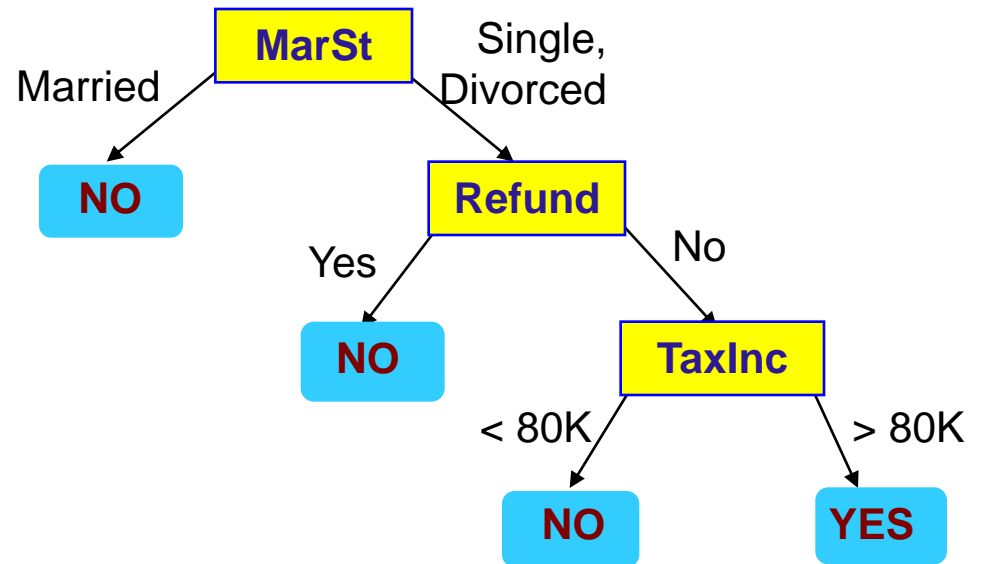 MarSt
Single,
Divorced
Married
NO
Refund
Yes
No
NO
TaxInc
< 80K
> 80K
NO
YES